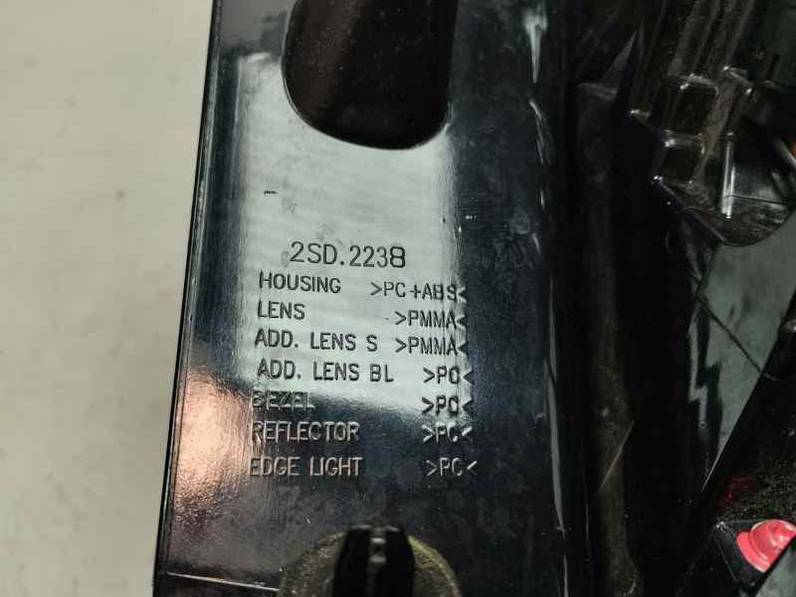 2SD.2238
HOUSING >PC+ABS<
LENS >PMMA<
ADD. LENS S >PMMA<
ADD. LENS BL >PC<
BEZEL >PC<
REFLECTOR >PC<
EDGE LIGHT >PC<